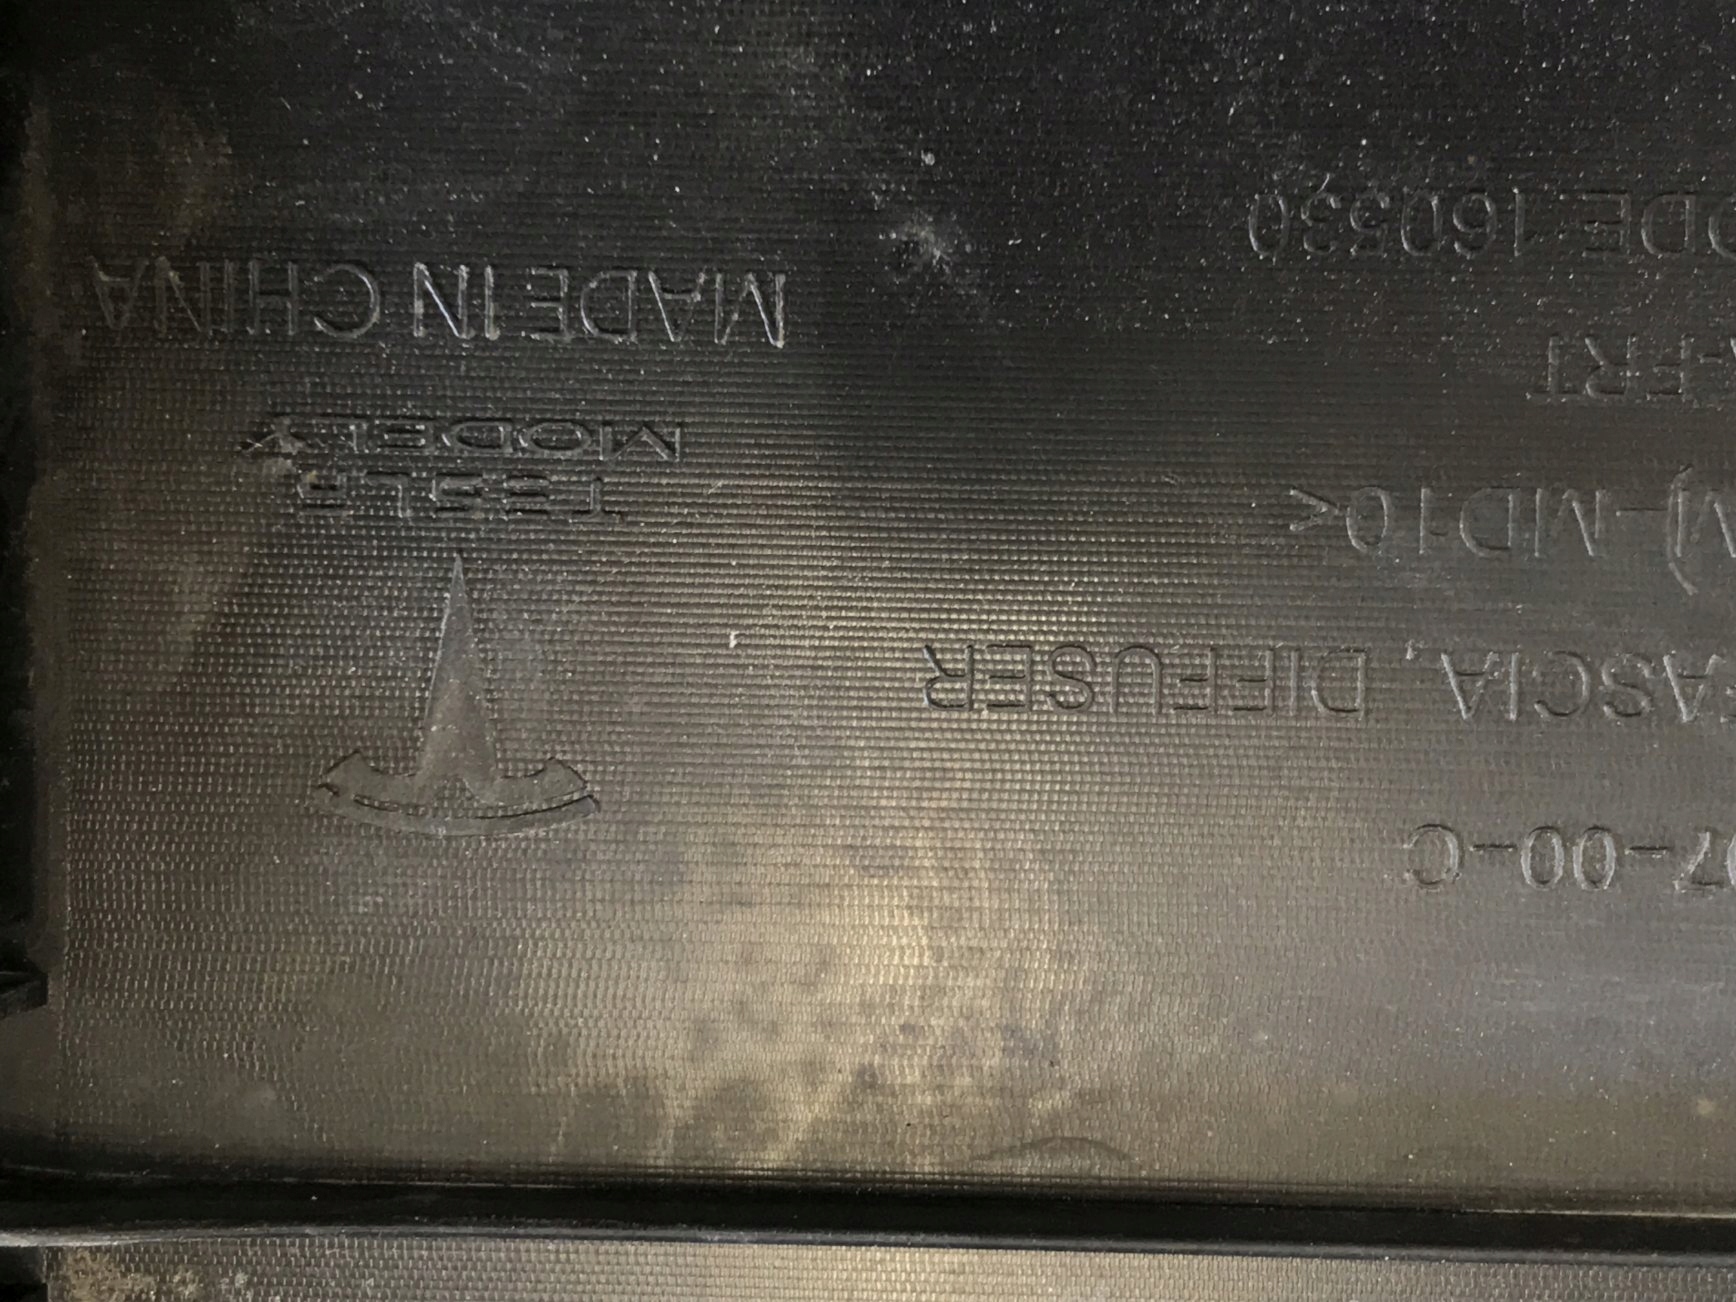 07-00-C
ASCIA, DIFFUSER
)-MD10<
FRT
ODE 160530
TESLA
MODEL Y
MADE IN CHINA